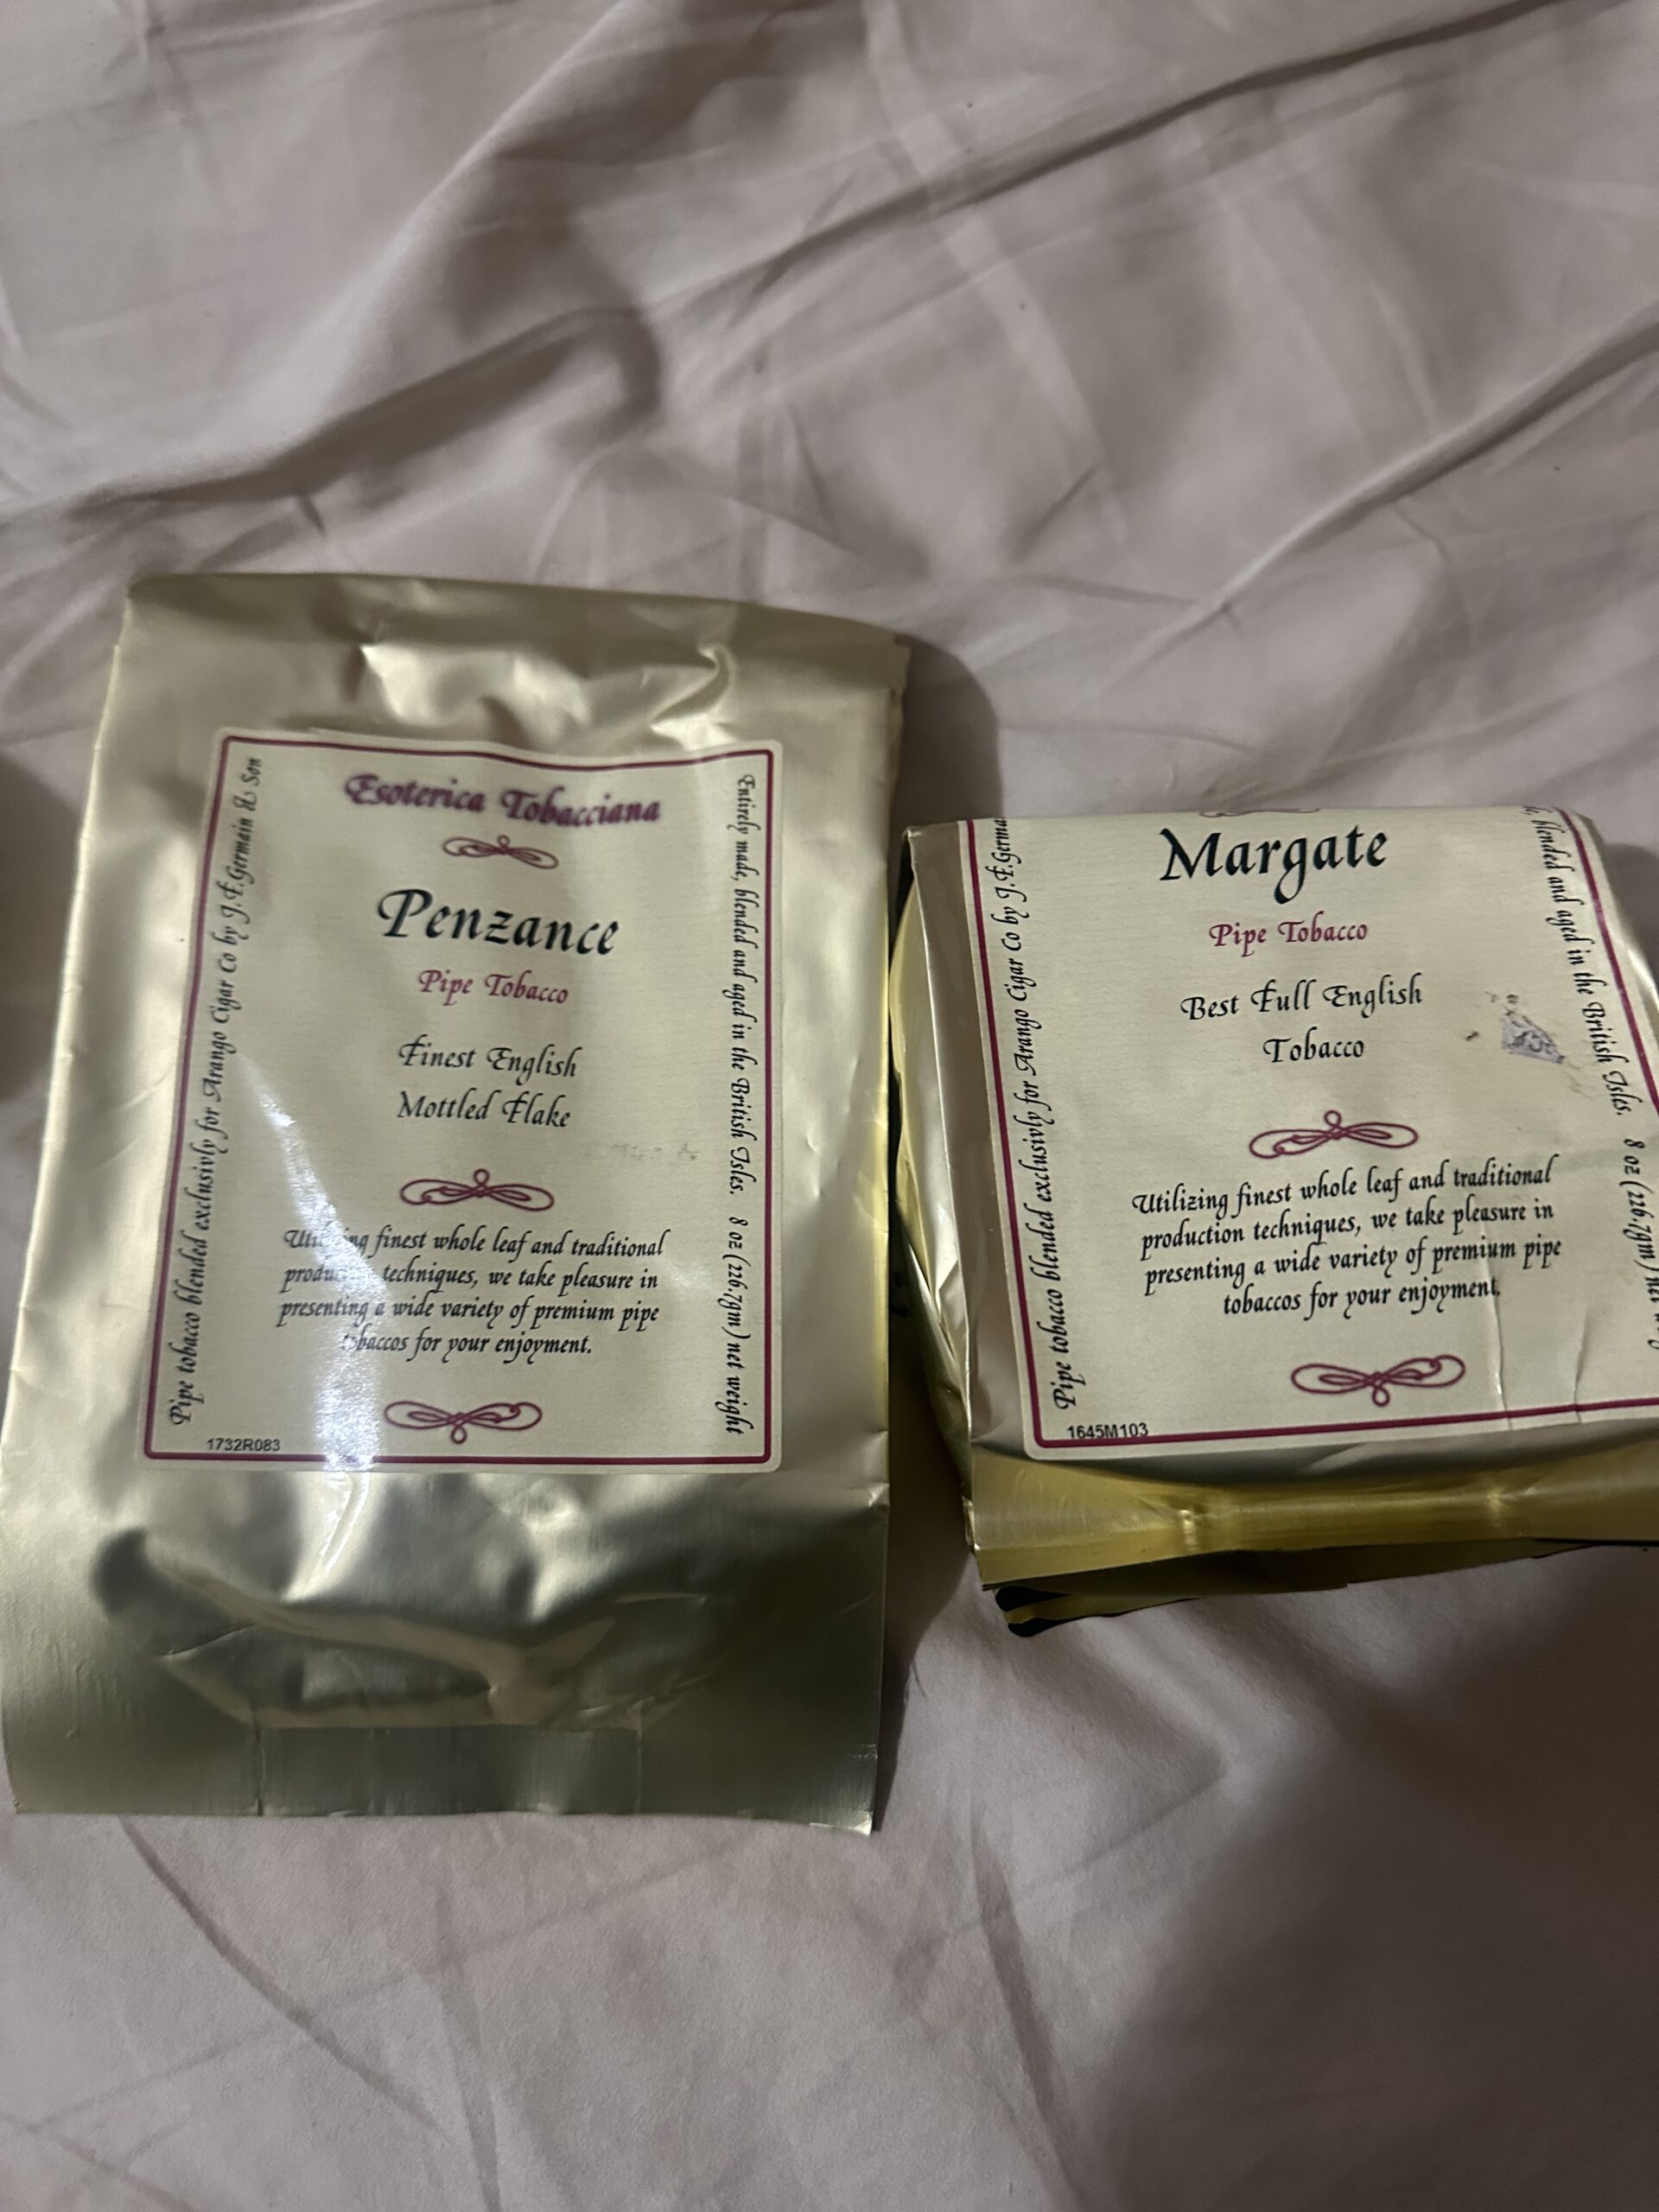 Esoterica Tobacciana
Penzance
Pipe Tobacco
Finest English
Mottled Flake
Utilizing finest whole leaf and traditional
production techniques, we take pleasure in
presenting a wide variety of premium pipe
tobaccos for your enjoyment.
Pipe tobacco blended exclusivly for Arango Cigar Co by J.F.Germain & Son
Entirely made, blended and aged in the British Isles. 8 oz (226.7gm) net weight
1732R083
Margate
Pipe Tobacco
Best Full English
Tobacco
Utilizing finest whole leaf and traditional
production techniques, we take pleasure in
presenting a wide variety of premium pipe
tobaccos for your enjoyment.
Pipe tobacco blended exclusivly for Arango Cigar Co by J.F.Germa
blended and aged in the British Isles. 8 oz (226.7gm)
1645M103